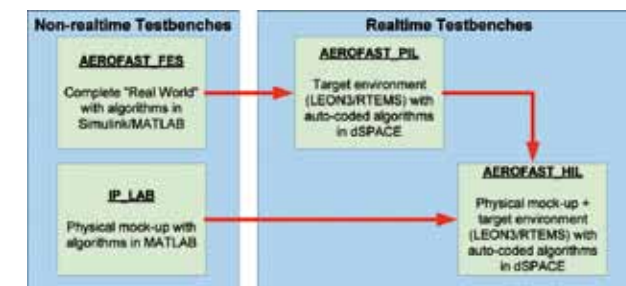 Non-realtime Testbenches
AEROFAST_FES
Complete "Real World"
with algorithms in
Simulink/MATLAB
IP_LAB
Physical mock-up with
algorithms in MATLAB
Realtime Testbenches
AEROFAST_PIL
Target environment
(LEON3/RTEMS) with
auto-coded algorithms
in dSPACE
AEROFAST_HIL
Physical mock-up +
target environment
(LEON3/RTEMS) with
auto-coded algorithms
in dSPACE